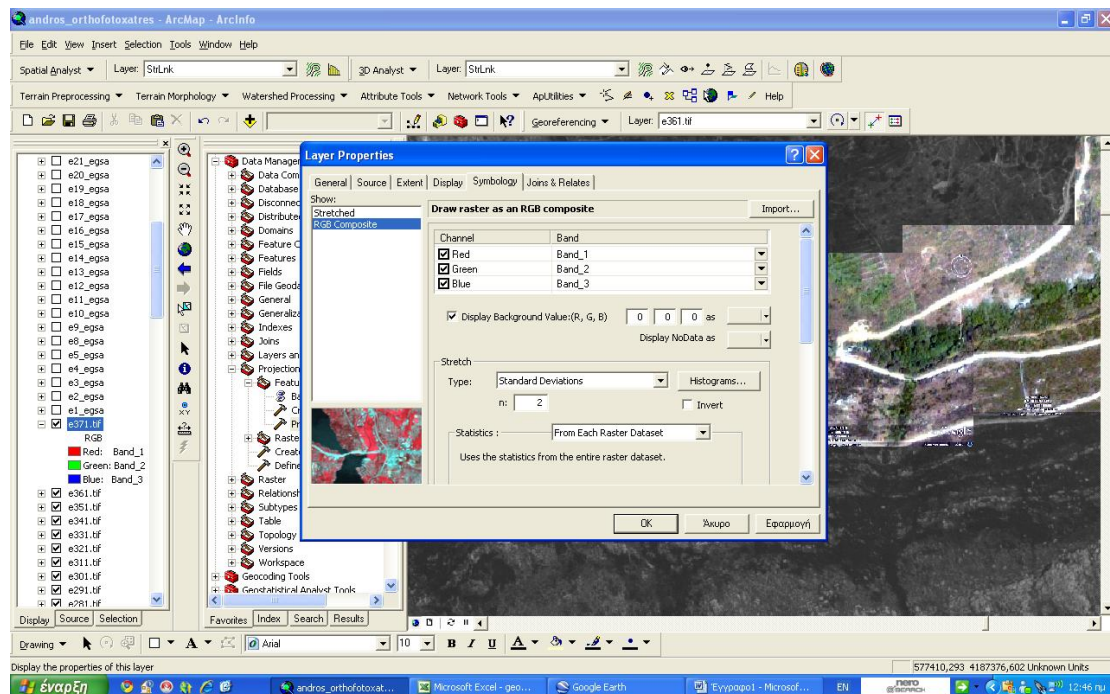 andros_orthofotoxatres - ArcMap - ArcInfo
File Edit View Insert Selection Tools Window Help
Spatial Analyst Layer: StrLnk 3D Analyst Layer: StrLnk
Terrain Preprocessing Terrain Morphology Watershed Processing Attribute Tools Network Tools ApUtilities Help
Georeferencing Layer: e361.tif
e21_egsa
e20_egsa
e19_egsa
e18_egsa
e17_egsa
e16_egsa
e15_egsa
e14_egsa
e13_egsa
e12_egsa
e11_egsa
e10_egsa
e9_egsa
e8_egsa
e5_egsa
e4_egsa
e3_egsa
e2_egsa
e1_egsa
e371.tif
RGB
Red: Band_1
Green: Band_2
Blue: Band_3
e361.tif
e351.tif
e341.tif
e331.tif
e321.tif
e311.tif
e301.tif
e291.tif
e281.tif
Display Source Selection
Data Manager
Data Com
Database
Disconnec
Distribute
Domains
Feature C
Features
Fields
File Geoda
General
Generaliza
Indexes
Joins
Layers an
Projection
Featu
Ba
Cr
Pr
Raste
Create
Define
Raster
Relationsh
Subtypes
Table
Topology
Versions
Workspace
Geocoding Tools
Geostatistical Analyst Tools
Favorites Index Search Results
Layer Properties
General Source Extent Display Symbology Joins & Relates
Show:
Stretched
RGB Composite
Draw raster as an RGB composite
Import...
Channel Band
Red Band_1
Green Band_2
Blue Band_3
Display Background Value:(R, G, B) 0 0 0 as
Display NoData as
Stretch
Type: Standard Deviations Histograms...
n: 2 Invert
Statistics : From Each Raster Dataset
Uses the statistics from the entire raster dataset.
OK Άκυρο Εφαρμογή
Drawing A Arial 10 B I U A
Display the properties of this layer
577410,293 4187376,602 Unknown Units
έναρξη andros_orthofotoxat... Microsoft Excel - geo... Google Earth Έγγραφο1 - Microsof... EN nero SEARCH 12:46 πμ